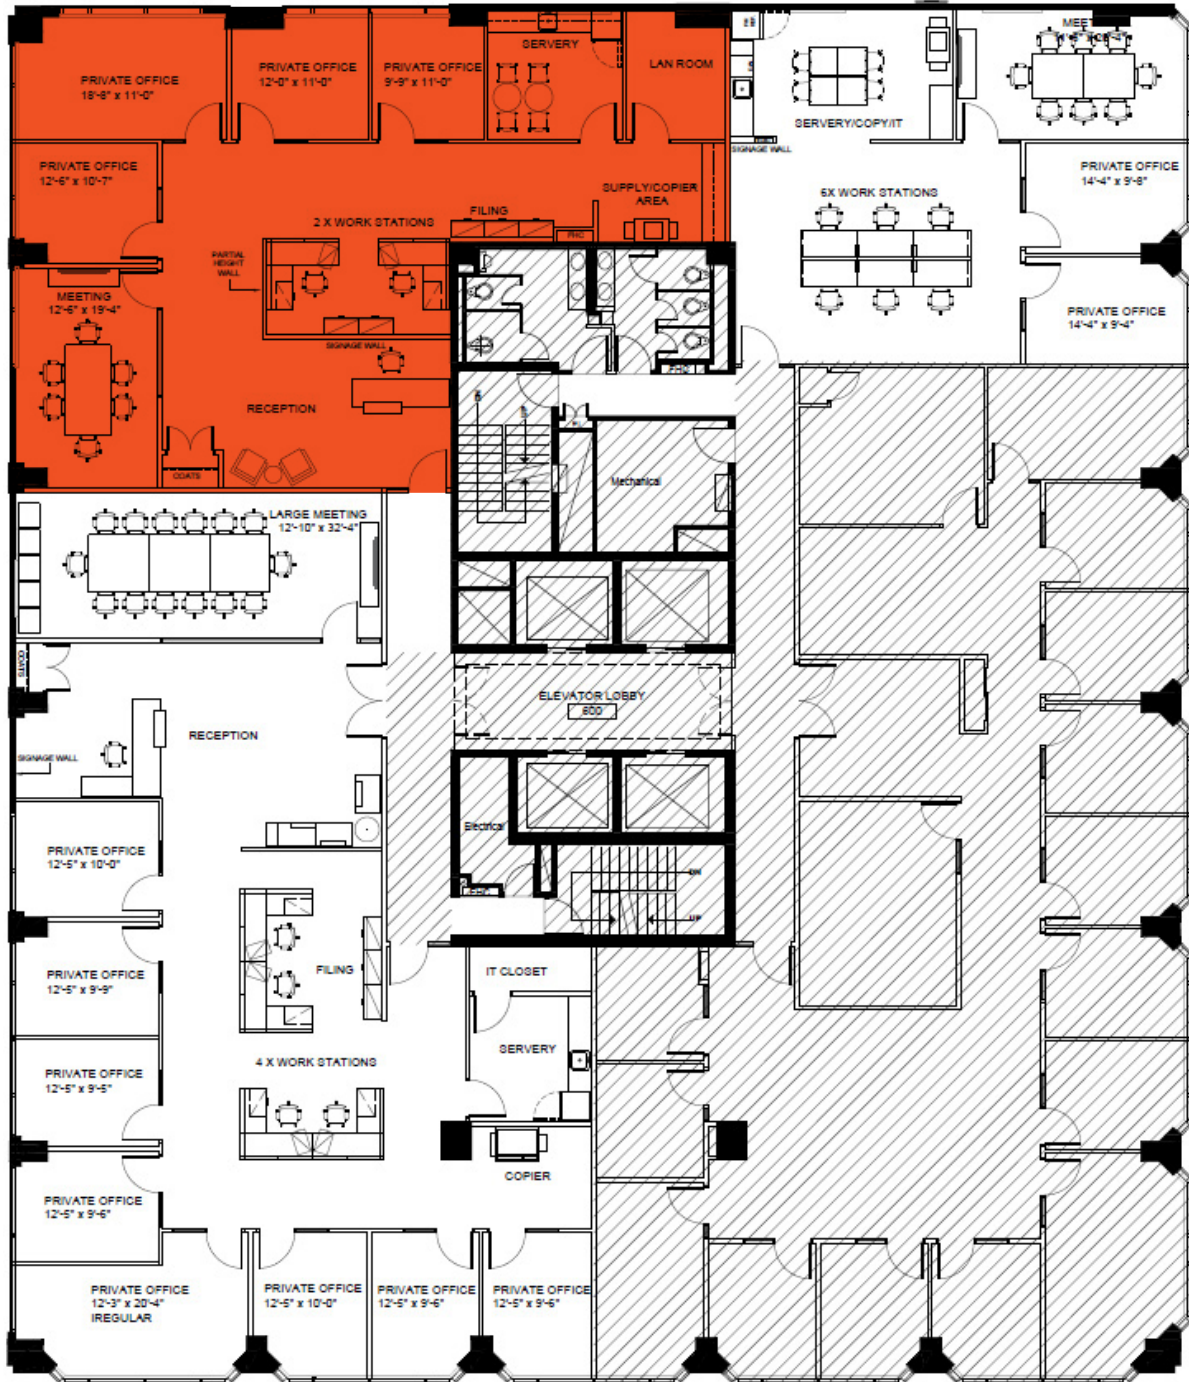 PRIVATE OFFICE
18'-8" x 11'-0"
PRIVATE OFFICE
12'-0" x 11'-0"
PRIVATE OFFICE
9'-9" x 11'-0"
SERVERY
LAN ROOM
SERVERY/COPY/IT
SIGNAGE WALL
PRIVATE OFFICE
12'-6" x 10'-7"
PRIVATE OFFICE
14'-4" x 9'-8"
SUPPLY/COPIER
AREA
FILING
2 X WORK STATIONS
FHC
6X WORK STATIONS
PARTIAL
HEIGHT
WALL
MEETING
12'-6" x 19'-4"
PRIVATE OFFICE
14'-4" x 9'-4"
SIGNAGE WALL
FHC
RECEPTION
COATS
DN
UP
Mechanical
LARGE MEETING
12'-10" x 32'-4"
COATS
ELEVATOR LOBBY
600
RECEPTION
SIGNAGE WALL
Electrical
PRIVATE OFFICE
12'-5" x 10'-0"
DN
FHC
UP
PRIVATE OFFICE
12'-5" x 9'-9"
FILING
IT CLOSET
SERVERY
4 X WORK STATIONS
PRIVATE OFFICE
12'-5" x 9'-5"
COPIER
PRIVATE OFFICE
12'-5" x 9'-6"
PRIVATE OFFICE
12'-3" x 20'-4"
IREGULAR
PRIVATE OFFICE
12'-5" x 10'-0"
PRIVATE OFFICE
12'-5" x 9'-6"
PRIVATE OFFICE
12'-5" x 9'-6"